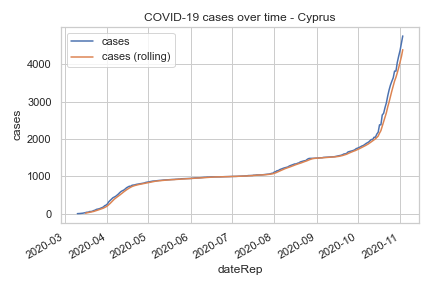 COVID-19 cases over time - Cyprus
cases
cases (rolling)
cases
4000
3000
2000
1000
0
2020-03
2020-04
2020-05
2020-06
2020-07
2020-08
2020-09
2020-10
2020-11
dateRep